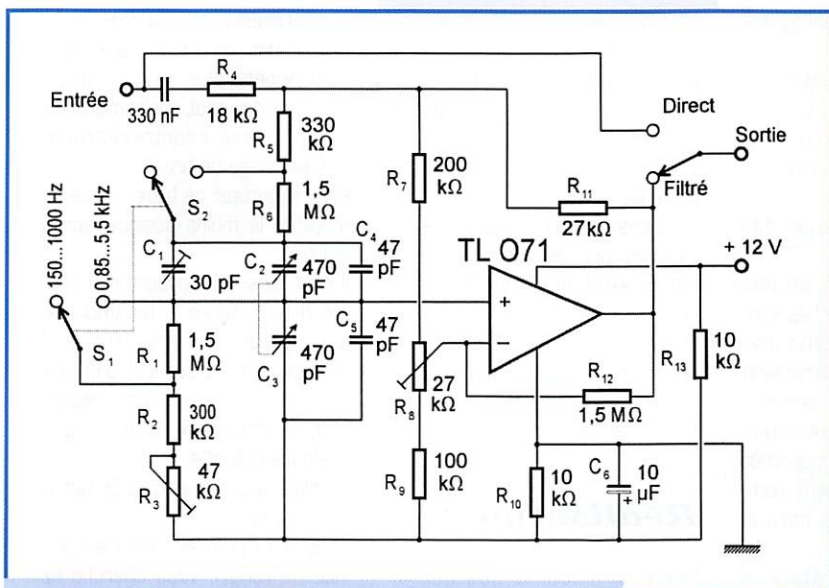 Entrée
330 nF
R4
18 kΩ
R5
330
kΩ
R6
1,5
MΩ
S2
S1
150...1000 Hz
0,85...5,5 kHz
C1
30 pF
C2
470
pF
C4
47
pF
C3
470
pF
C5
47
pF
R1
1,5
MΩ
R2
300
kΩ
R3
47
kΩ
R7
200
kΩ
R8
27
kΩ
R9
100
kΩ
TL O71
+
−
R11
27kΩ
Direct
Sortie
Filtré
+ 12 V
R12
1,5 MΩ
R13
10
kΩ
R10
10
kΩ
C6
10
µF
+